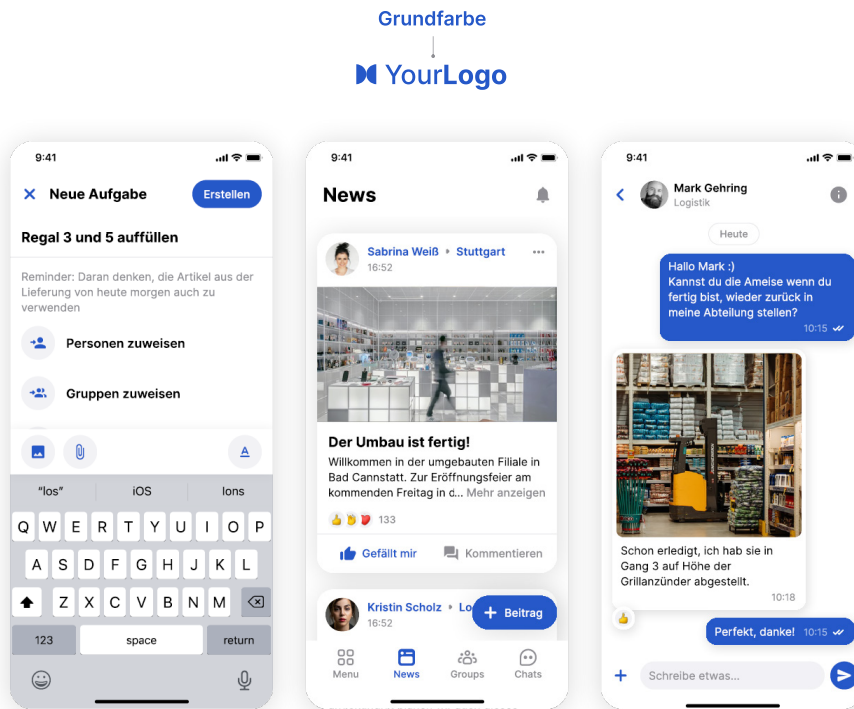 Grundfarbe
YourLogo
9:41
Neue Aufgabe
Erstellen
Regal 3 und 5 auffüllen
Reminder: Daran denken, die Artikel aus der
Lieferung von heute morgen auch zu
verwenden
Personen zuweisen
Gruppen zuweisen
A
"los"
iOS
Ions
Q W E R T Y U I O P
A S D F G H J K L
Z X C V B N M
123
space
return
9:41
News
Sabrina Weiß
Stuttgart
16:52
Der Umbau ist fertig!
Willkommen in der umgebauten Filiale in
Bad Cannstatt. Zur Eröffnungsfeier am
kommenden Freitag in d... Mehr anzeigen
133
Gefällt mir
Kommentieren
Kristin Scholz
Lo
16:52
+ Beitrag
Menu
News
Groups
Chats
9:41
Mark Gehring
Logistik
Heute
Hallo Mark :)
Kannst du die Ameise wenn du
fertig bist, wieder zurück in
meine Abteilung stellen?
10:15
Schon erledigt, ich hab sie in
Gang 3 auf Höhe der
Grillanzünder abgestellt.
10:18
Perfekt, danke! 10:15
Schreibe etwas...